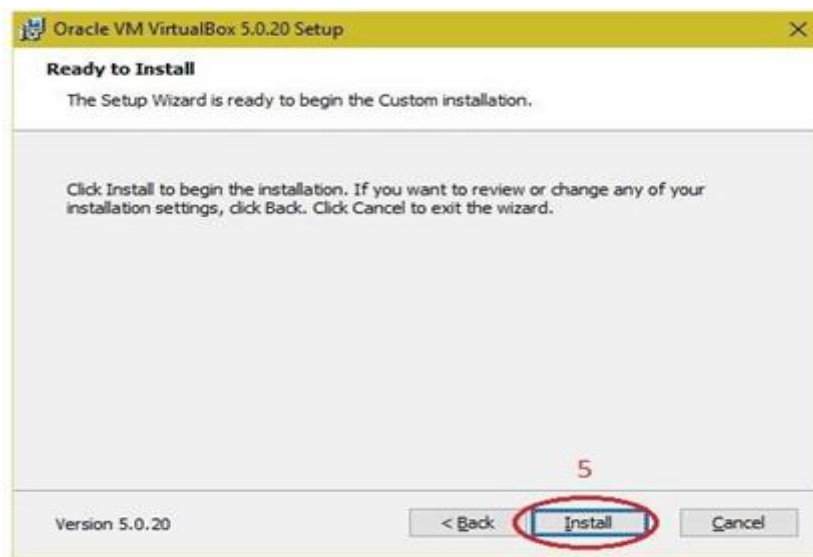 Oracle VM VirtualBox 5.0.20 Setup
Ready to Install
The Setup Wizard is ready to begin the Custom installation.
Click Install to begin the installation. If you want to review or change any of your
installation settings, click Back. Click Cancel to exit the wizard.
5
Version 5.0.20
< Back Install Cancel